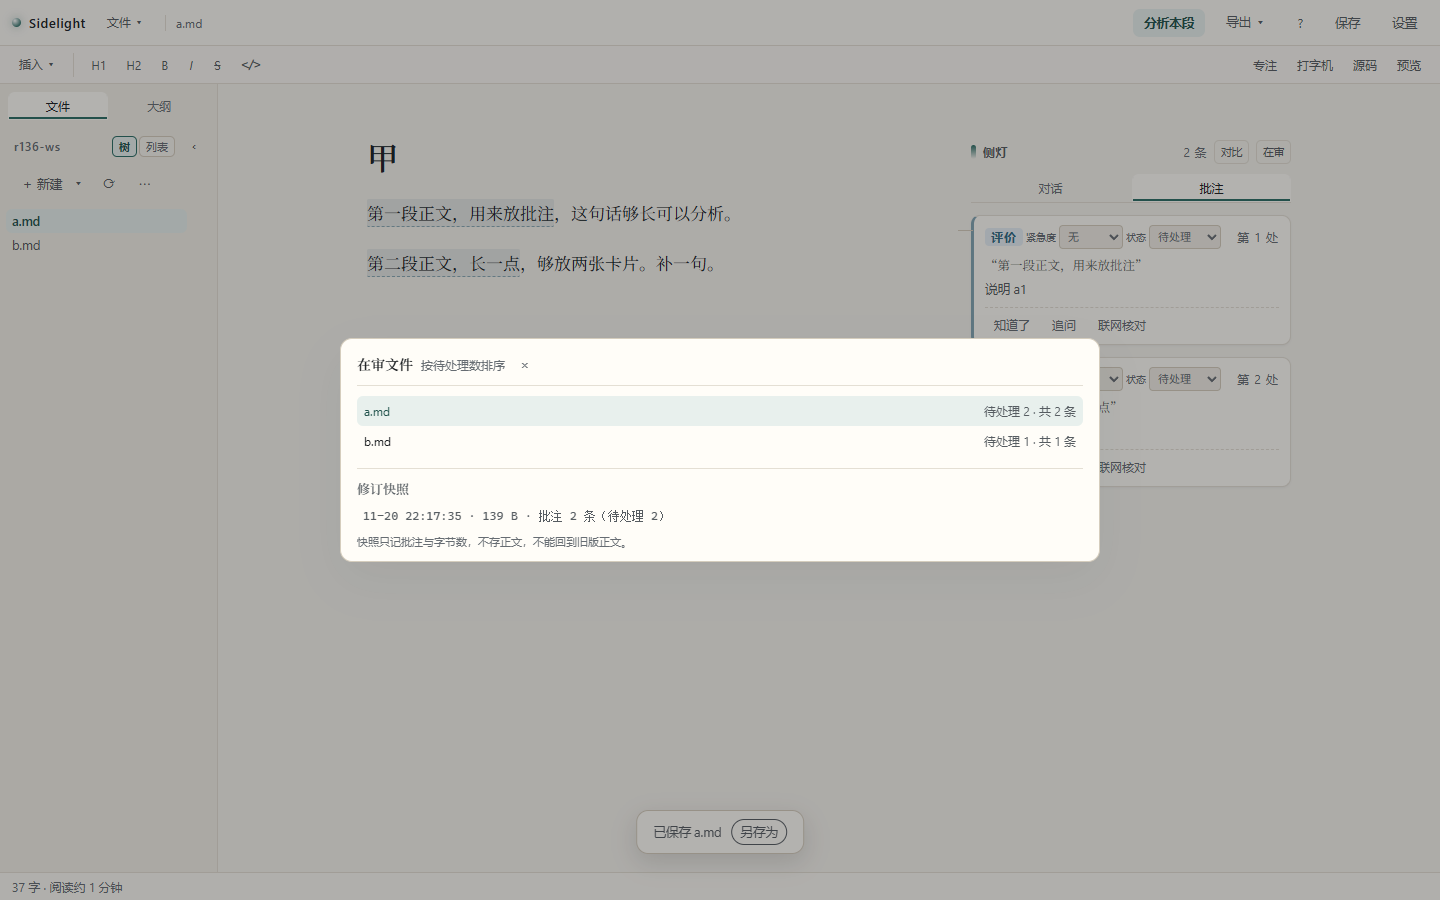 Sidelight 文件 a.md 分析本段 导出 ? 保存 设置
插入 H1 H2 B I S </> 专注 打字机 源码 预览
文件 大纲
r136-ws 树 列表
+ 新建 ...
a.md
b.md
甲
第一段正文，用来放批注，这句话够长可以分析。
第二段正文，长一点，够放两张卡片。补一句。
侧灯 2 条 对比 在审
对话 批注
评价 紧急度 无 状态 待处理 第 1 处
“第一段正文，用来放批注”
说明 a1
知道了 追问 联网核对
状态 待处理 第 2 处
点”
联网核对
在审文件 按待处理数排序 ×
a.md 待处理 2 · 共 2 条
b.md 待处理 1 · 共 1 条
修订快照
11-20 22:17:35 · 139 B · 批注 2 条（待处理 2）
快照只记批注与字节数，不存正文，不能回到旧版正文。
已保存 a.md 另存为
37 字 · 阅读约 1 分钟